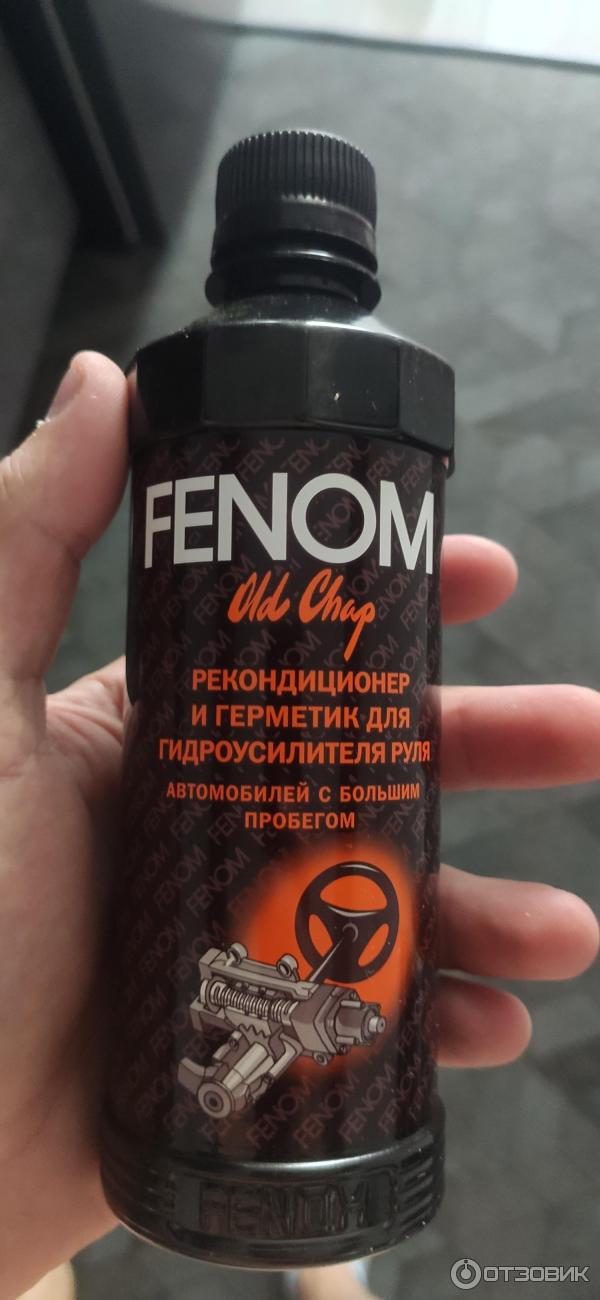 FENOM
Old Chap
РЕКОНДИЦИОНЕР
И ГЕРМЕТИК ДЛЯ
ГИДРОУСИЛИТЕЛЯ РУЛЯ
АВТОМОБИЛЕЙ С БОЛЬШИМ
ПРОБЕГОМ
FENOM
ОТЗОВИК